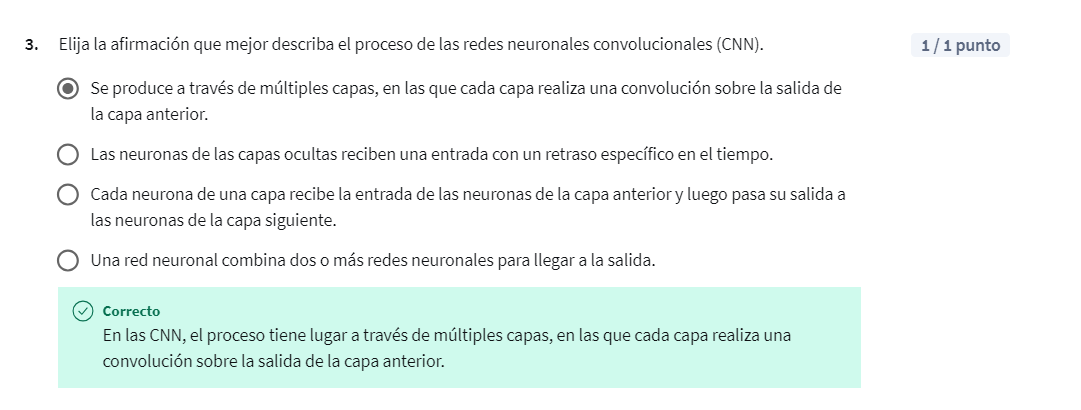 3. Elija la afirmación que mejor describa el proceso de las redes neuronales convolucionales (CNN). 1 / 1 punto
Se produce a través de múltiples capas, en las que cada capa realiza una convolución sobre la salida de
la capa anterior.
Las neuronas de las capas ocultas reciben una entrada con un retraso específico en el tiempo.
Cada neurona de una capa recibe la entrada de las neuronas de la capa anterior y luego pasa su salida a
las neuronas de la capa siguiente.
Una red neuronal combina dos o más redes neuronales para llegar a la salida.
Correcto
En las CNN, el proceso tiene lugar a través de múltiples capas, en las que cada capa realiza una
convolución sobre la salida de la capa anterior.